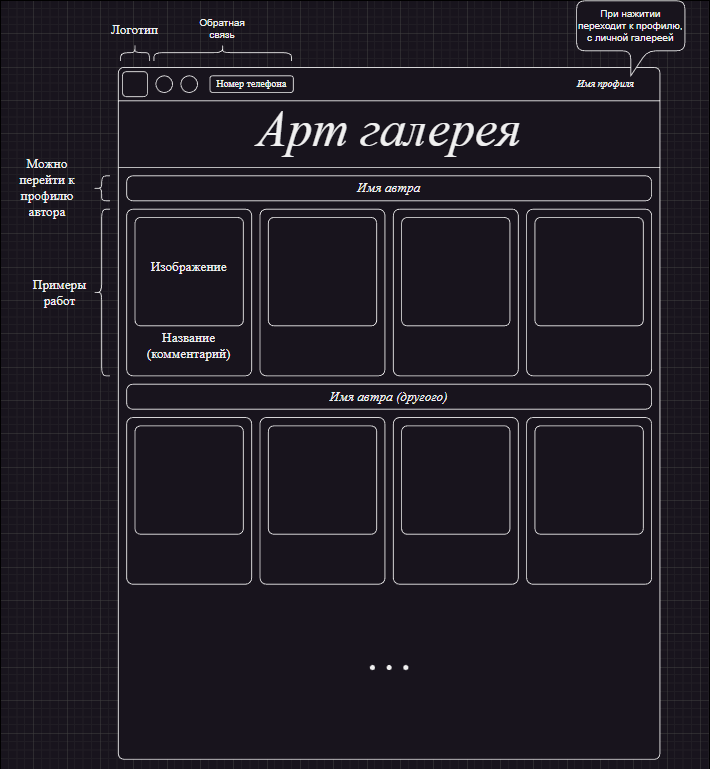 Логотип
Обратная
связь
При нажитии
переходит к профилю,
с личной галереей
Номер телефона
Имя профиля
Арт галерея
Можно
перейти к
профилю
автора
Имя автра
Примеры
работ
Изображение
Название
(комментарий)
Имя автра (другого)
...